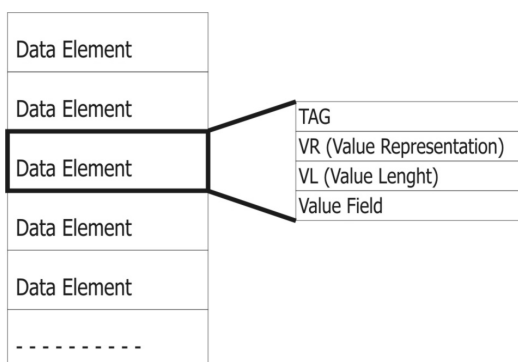 Data Element
Data Element
Data Element
Data Element
Data Element
- - - - - - - - - -
TAG
VR (Value Representation)
VL (Value Lenght)
Value Field